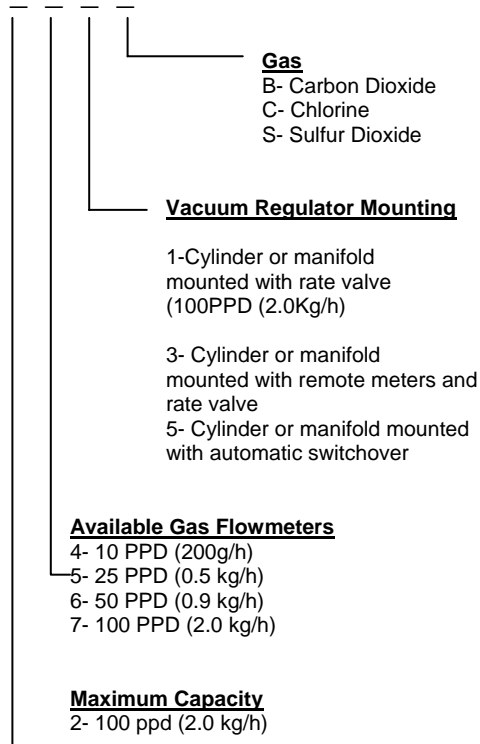 Gas
B- Carbon Dioxide
C- Chlorine
S- Sulfur Dioxide
Vacuum Regulator Mounting
1-Cylinder or manifold
mounted with rate valve
(100PPD (2.0Kg/h)
3- Cylinder or manifold
mounted with remote meters and
rate valve
5- Cylinder or manifold mounted
with automatic switchover
Available Gas Flowmeters
4- 10 PPD (200g/h)
5- 25 PPD (0.5 kg/h)
6- 50 PPD (0.9 kg/h)
7- 100 PPD (2.0 kg/h)
Maximum Capacity
2- 100 ppd (2.0 kg/h)